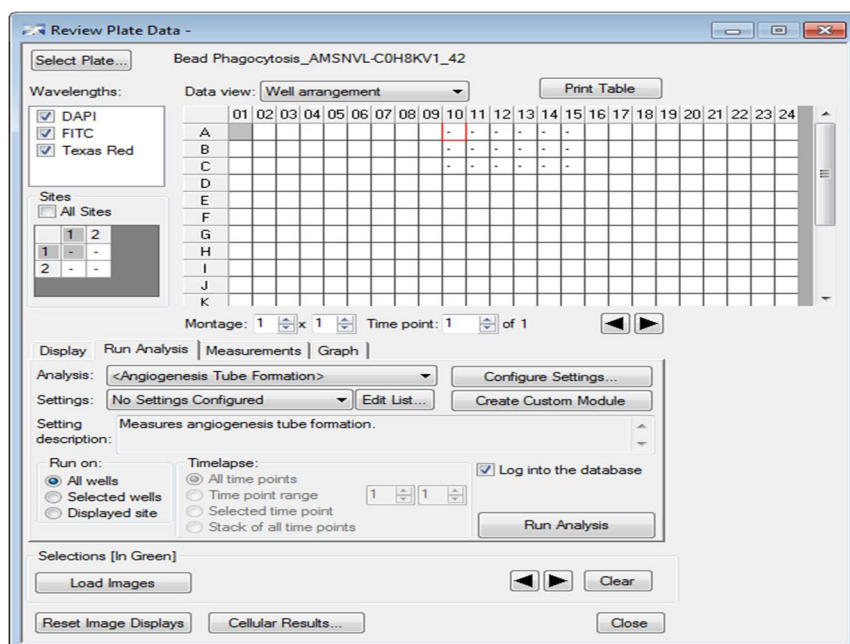 Review Plate Data -
Select Plate... Bead Phagocytosis_AMSNVL-C0H8KV1_42
Wavelengths: Data view: Well arrangement Print Table
DAPI
FITC
Texas Red
01 02 03 04 05 06 07 08 09 10 11 12 13 14 15 16 17 18 19 20 21 22 23 24
A - - - - - -
B - - - - - -
C - - - - - -
D
E
F
G
H
I
J
K
Sites
All Sites
1 2
1 - -
2 - -
Montage: 1 x 1 Time point: 1 of 1
Display Run Analysis Measurements Graph
Analysis: <Angiogenesis Tube Formation> Configure Settings...
Settings: No Settings Configured Edit List... Create Custom Module
Setting description: Measures angiogenesis tube formation.
Run on: Timelapse: Log into the database
All wells All time points
Selected wells Time point range 1 1
Displayed site Selected time point
Stack of all time points Run Analysis
Selections [In Green]
Load Images Clear
Reset Image Displays Cellular Results... Close